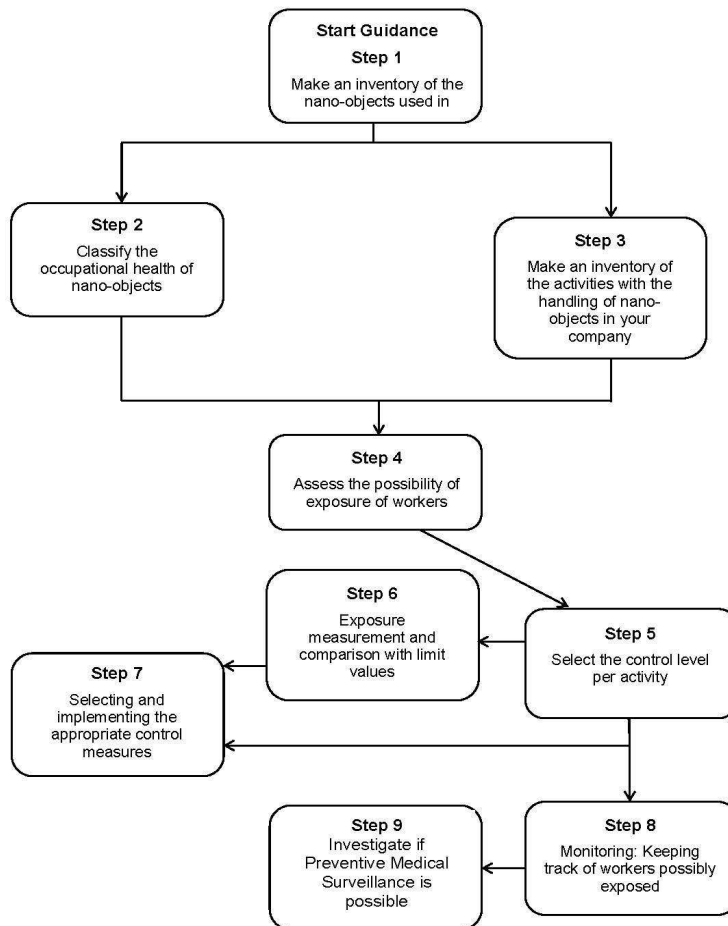 Start Guidance
Step 1
Make an inventory of the
nano-objects used in
Step 2
Classify the
occupational health of
nano-objects
Step 3
Make an inventory of
the activities with the
handling of nano-
objects in your
company
Step 4
Assess the possibility of
exposure of workers
Step 5
Select the control level
per activity
Step 6
Exposure
measurement and
comparison with limit
values
Step 7
Selecting and
implementing the
appropriate control
measures
Step 8
Monitoring: Keeping
track of workers possibly
exposed
Step 9
Investigate if
Preventive Medical
Surveillance is
possible